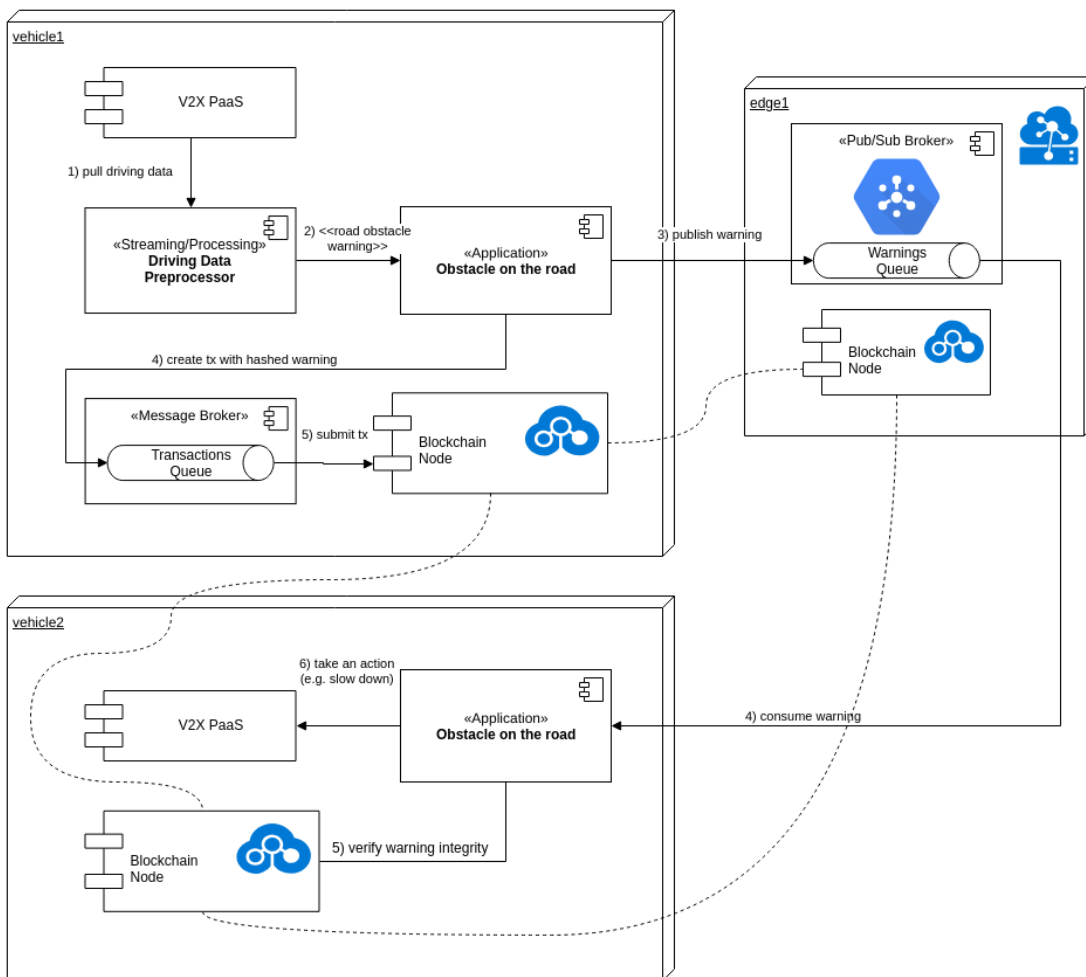 vehicle1
V2X PaaS
1) pull driving data
«Streaming/Processing»
Driving Data
Preprocessor
2) <<road obstacle
warning>>
«Application»
Obstacle on the road
3) publish warning
edge1
«Pub/Sub Broker»
Warnings
Queue
Blockchain
Node
4) create tx with hashed warning
«Message Broker»
Transactions
Queue
5) submit tx
Blockchain
Node
vehicle2
6) take an action
(e.g. slow down)
V2X PaaS
«Application»
Obstacle on the road
4) consume warning
Blockchain
Node
5) verify warning integrity